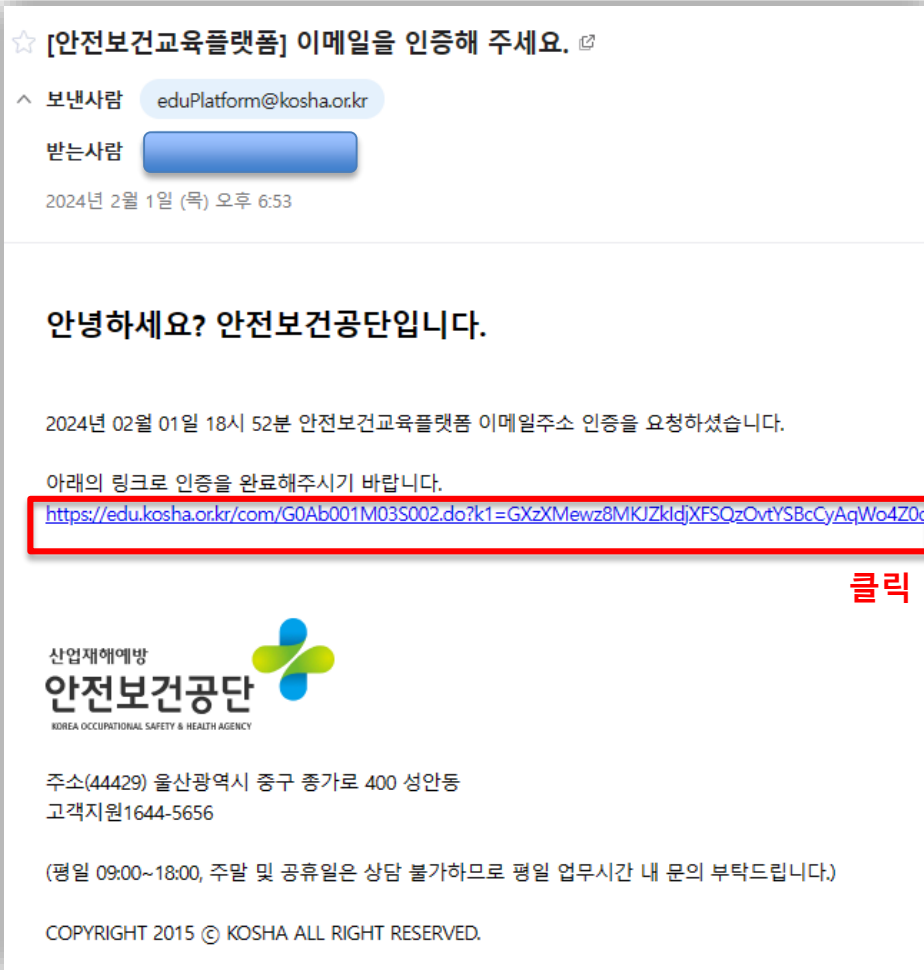 [안전보건교육플랫폼] 이메일을 인증해 주세요.
보낸사람 eduPlatform@kosha.or.kr
받는사람
2024년 2월 1일 (목) 오후 6:53
안녕하세요? 안전보건공단입니다.
2024년 02월 01일 18시 52분 안전보건교육플랫폼 이메일주소 인증을 요청하셨습니다.
아래의 링크로 인증을 완료해주시기 바랍니다.
https://edu.kosha.or.kr/com/G0Ab001M03S002.do?k1=GXzXMewz8MKJZkIdjXFSQzOvtYSBcCyAqWo4Z0c
클릭
산업재해예방
안전보건공단
KOREA OCCUPATIONAL SAFETY & HEALTH AGENCY
주소(44429) 울산광역시 중구 종가로 400 성안동
고객지원1644-5656
(평일 09:00~18:00, 주말 및 공휴일은 상담 불가하므로 평일 업무시간 내 문의 부탁드립니다.)
COPYRIGHT 2015 ⓒ KOSHA ALL RIGHT RESERVED.